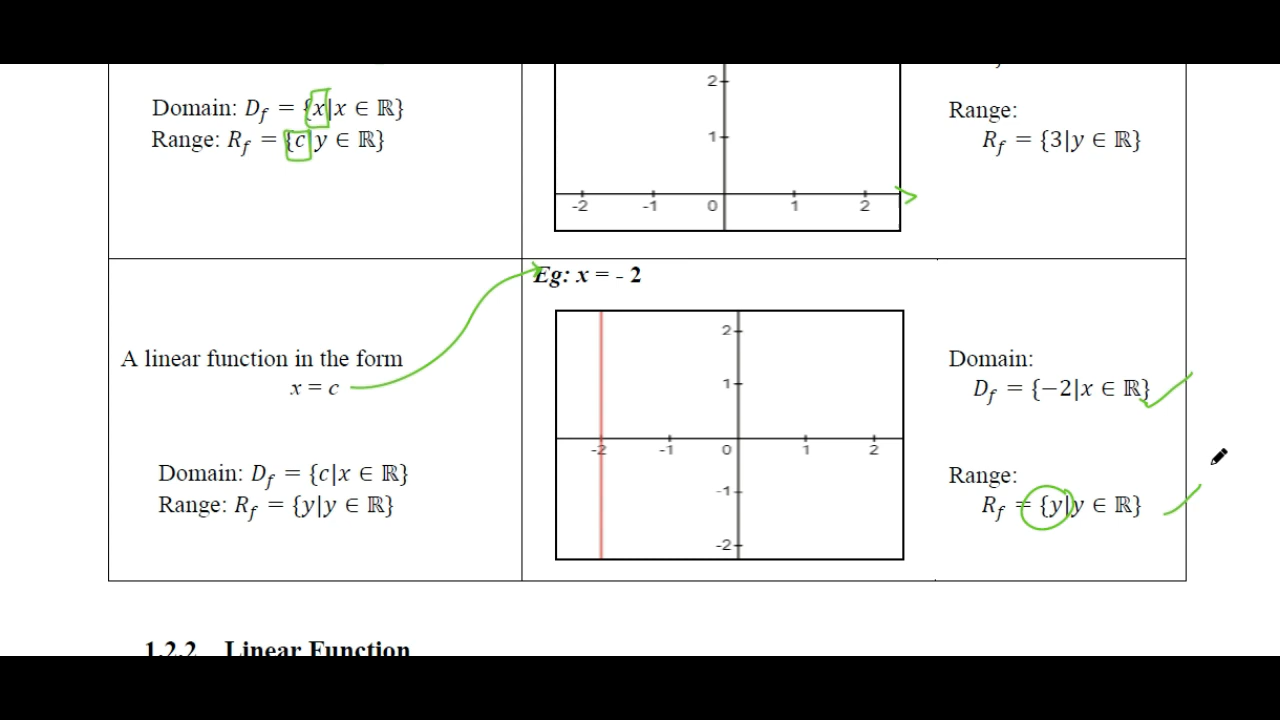 Domain: D_f = {x|x ∈ ℝ}
Range: R_f = {c|y ∈ ℝ}
2
1
-2 -1 0 1 2
Range:
R_f = {3|y ∈ ℝ}
A linear function in the form
x = c
Domain: D_f = {c|x ∈ ℝ}
Range: R_f = {y|y ∈ ℝ}
Eg: x = - 2
2
1
-2 -1 0 1 2
-1
-2
Domain:
D_f = {−2|x ∈ ℝ}
Range:
R_f = {y|y ∈ ℝ}
1.2.2 Linear Function